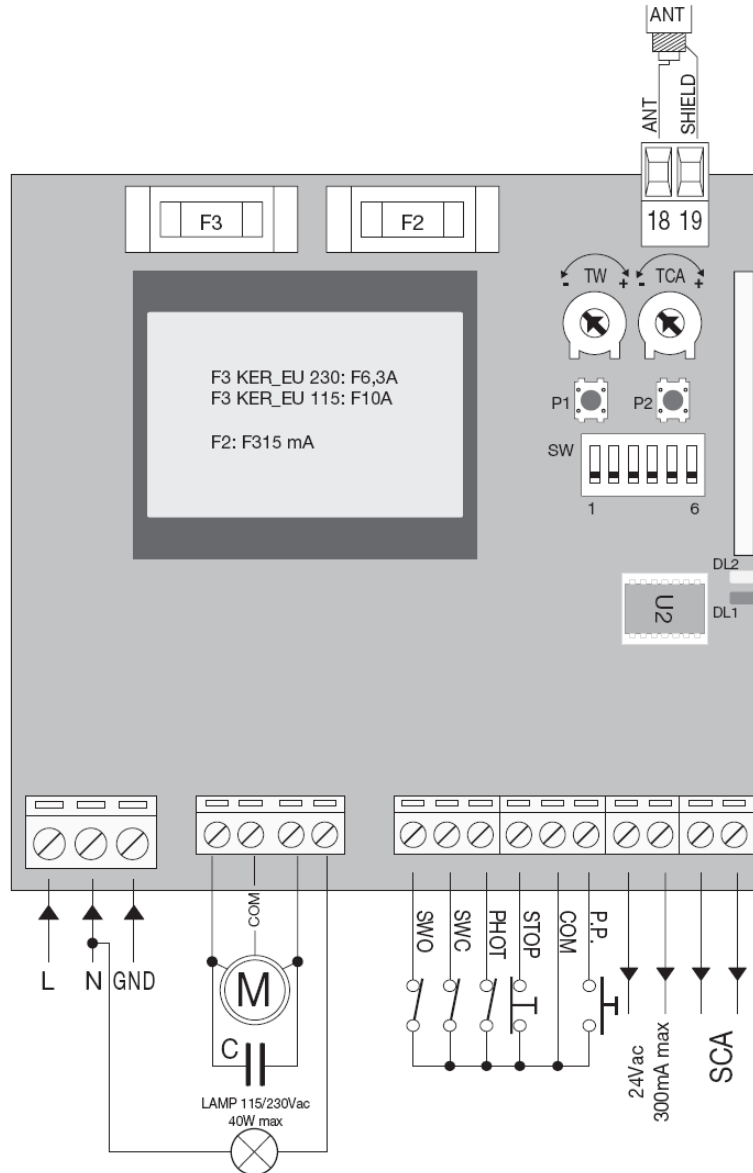 ANT
ANT
SHIELD
18 19
F3
F2
- TW +
- TCA +
F3 KER_EU 230: F6,3A
F3 KER_EU 115: F10A
F2: F315 mA
P1
P2
SW
1
6
DL2
U2
DL1
L
N
GND
COM
M
C
LAMP 115/230Vac
40W max
SWO
SWC
PHOT
STOP
COM
P.P.
24Vac
300mA max
SCA